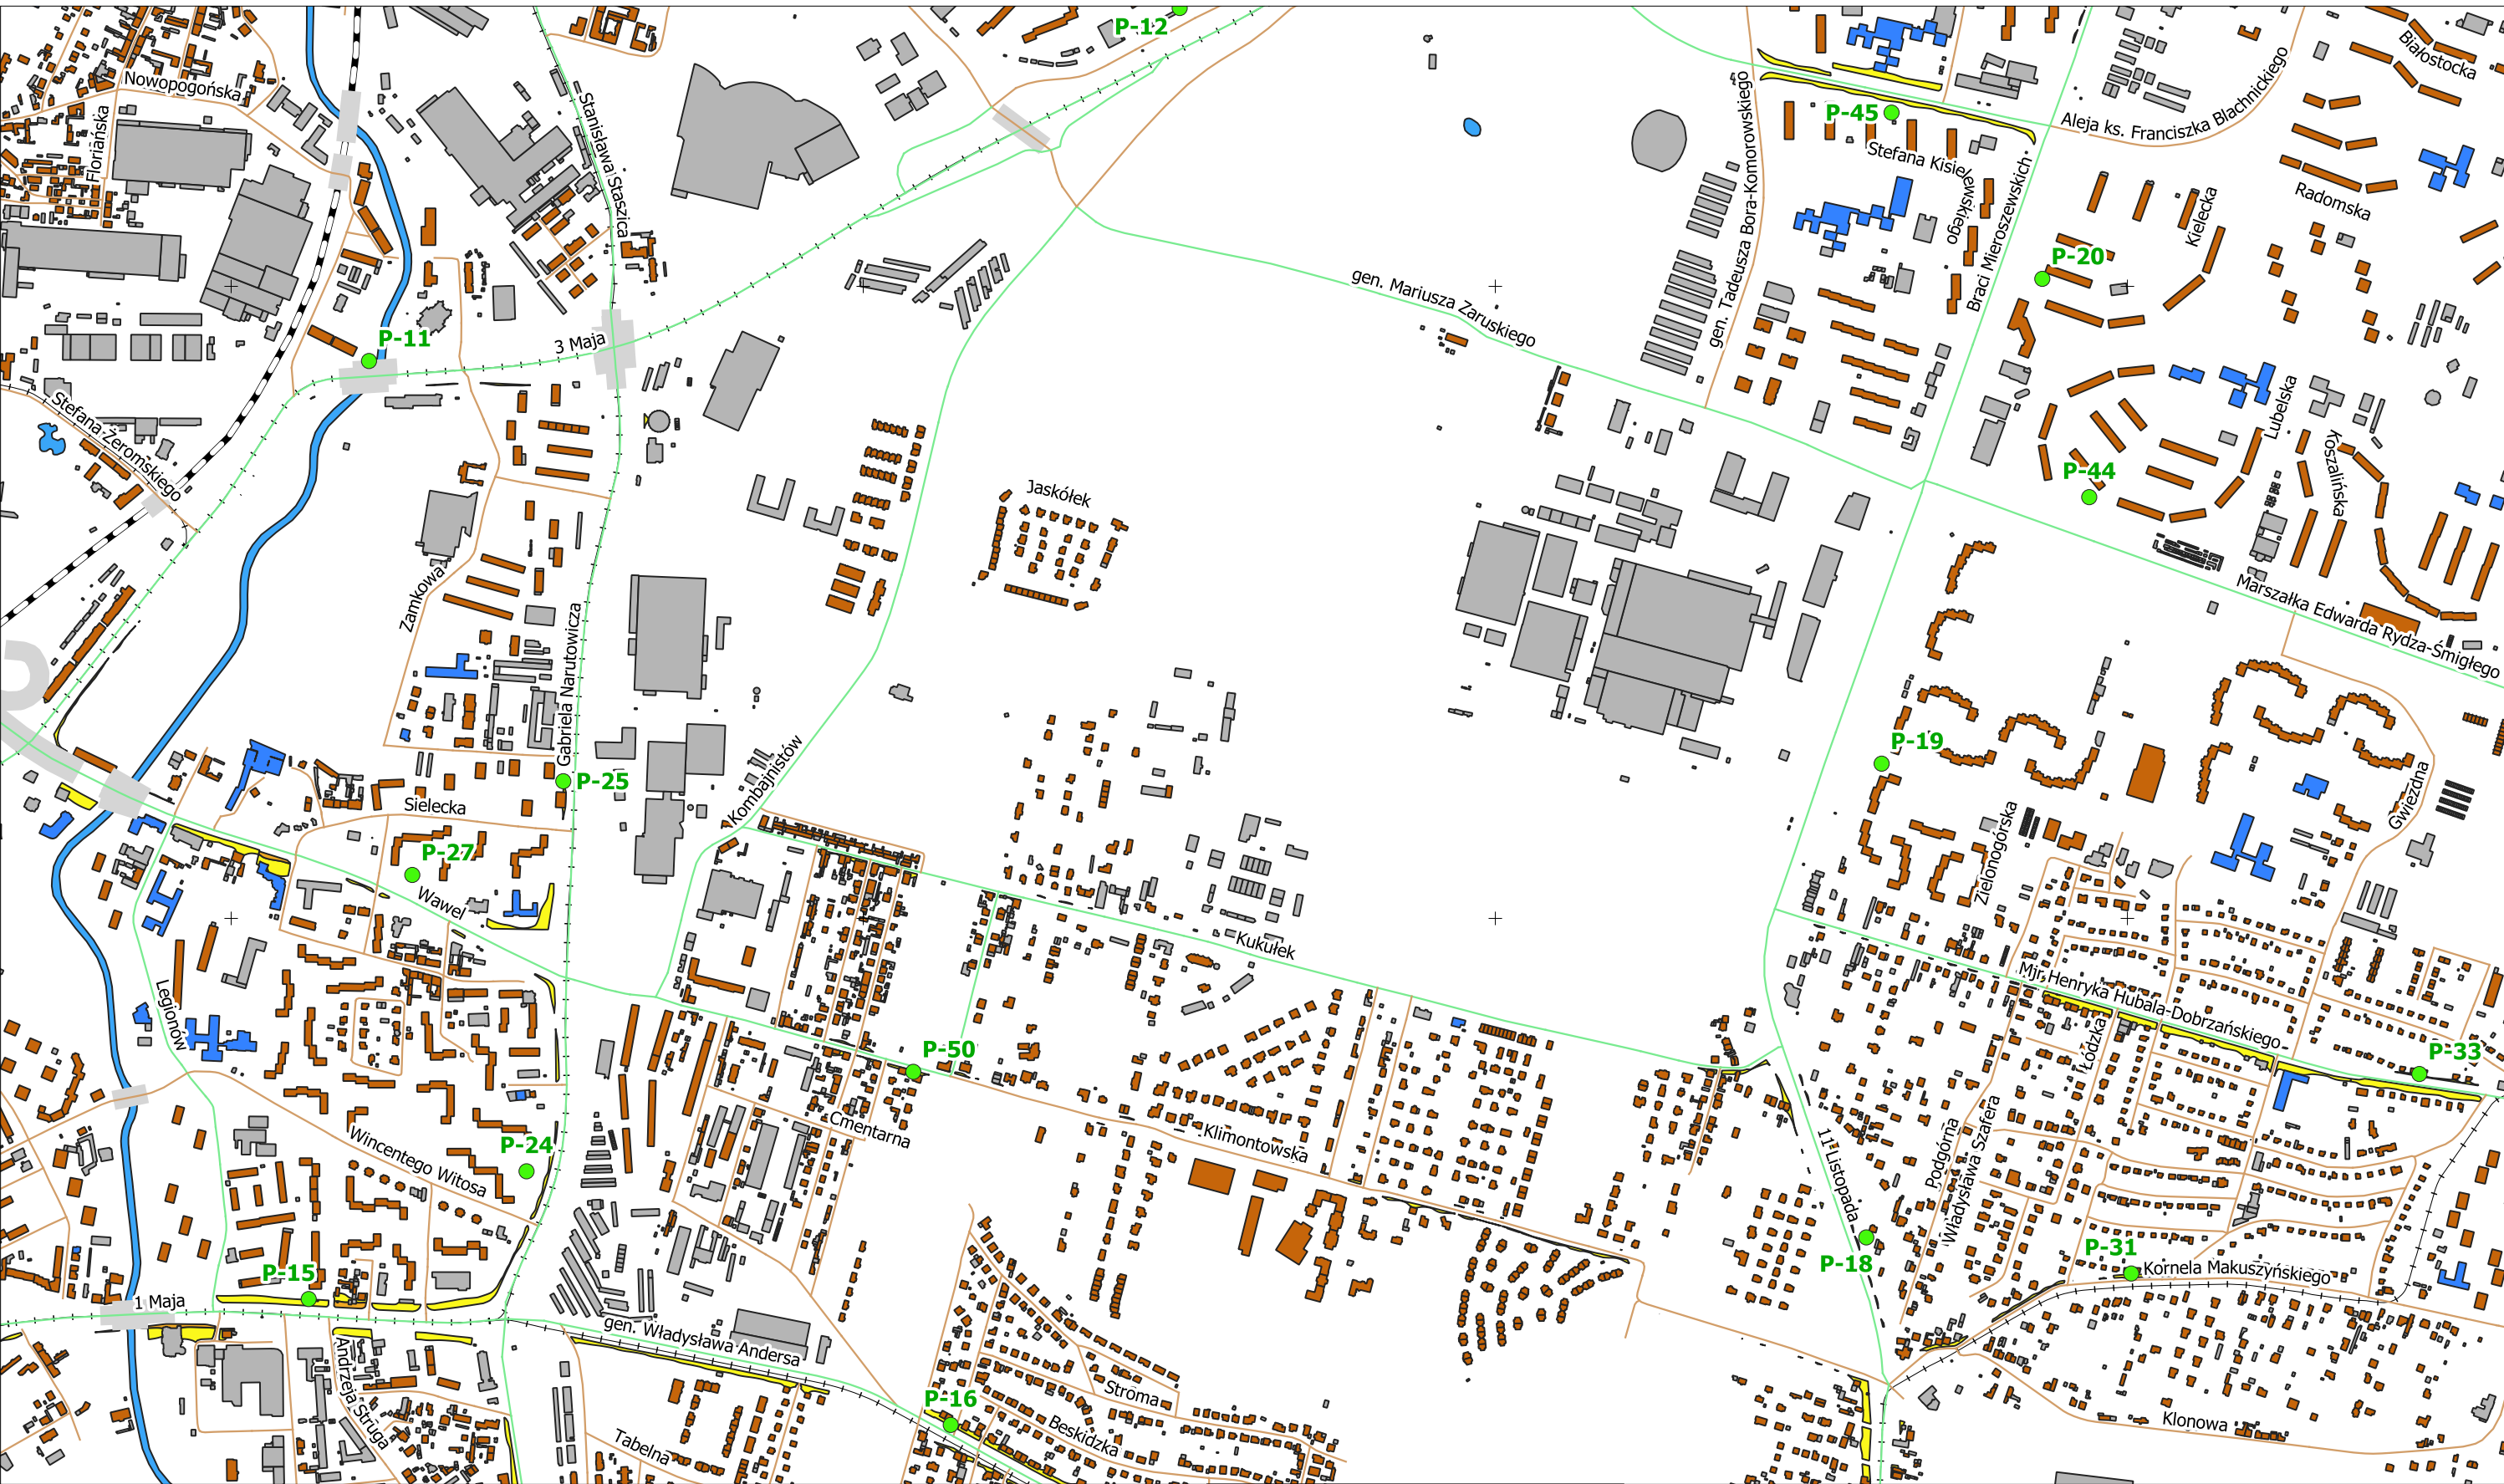 P-12
Białostocka
Nowopogońska
Stanisława Staszica
P-45
Aleja ks. Franciszka Blachnickiego
Floriańska
gen. Tadeusza Bora-Komorowskiego
Stefana Kisielewskiego
Braci Mieroszewskich
Radomska
Kielecka
P-20
gen. Mariusza Zaruskiego
P-11
3 Maja
Stefana Żeromskiego
Lubelska
Koszalińska
P-44
Jaskółek
Zamkowa
Marszałka Edwarda Rydza-Śmigłego
Gabriela Narutowicza
P-19
P-25
Kombajnistów
Sielecka
Gwiezdna
Zielonogórska
P-27
Wawel
Kukułek
Mjr. Henryka Hubala-Dobrzańskiego
Legionów
Łódzka
P-50
P-33
Cmentarna
Klimontowska
P-24
Wincentego Witosa
11 Listopada
Podgórna
Władysława Szafera
P-18
P-31
Kornela Makuszyńskiego
P-15
1 Maja
gen. Władysława Andersa
Andrzeja Struga
P-16
Stroma
Beskidzka
Tabelna
Klonowa